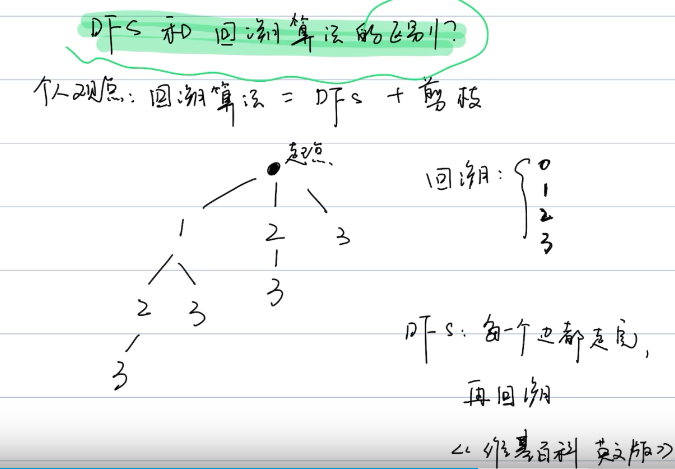 DFS 和 回溯算法的区别?
个人观点: 回溯算法 = DFS + 剪枝
起点
1 2 3
2 3 3
3
回溯: { 0
1
2
3
DFS: 每一个边都走完,
再回溯
<<维基百科 英文版>>